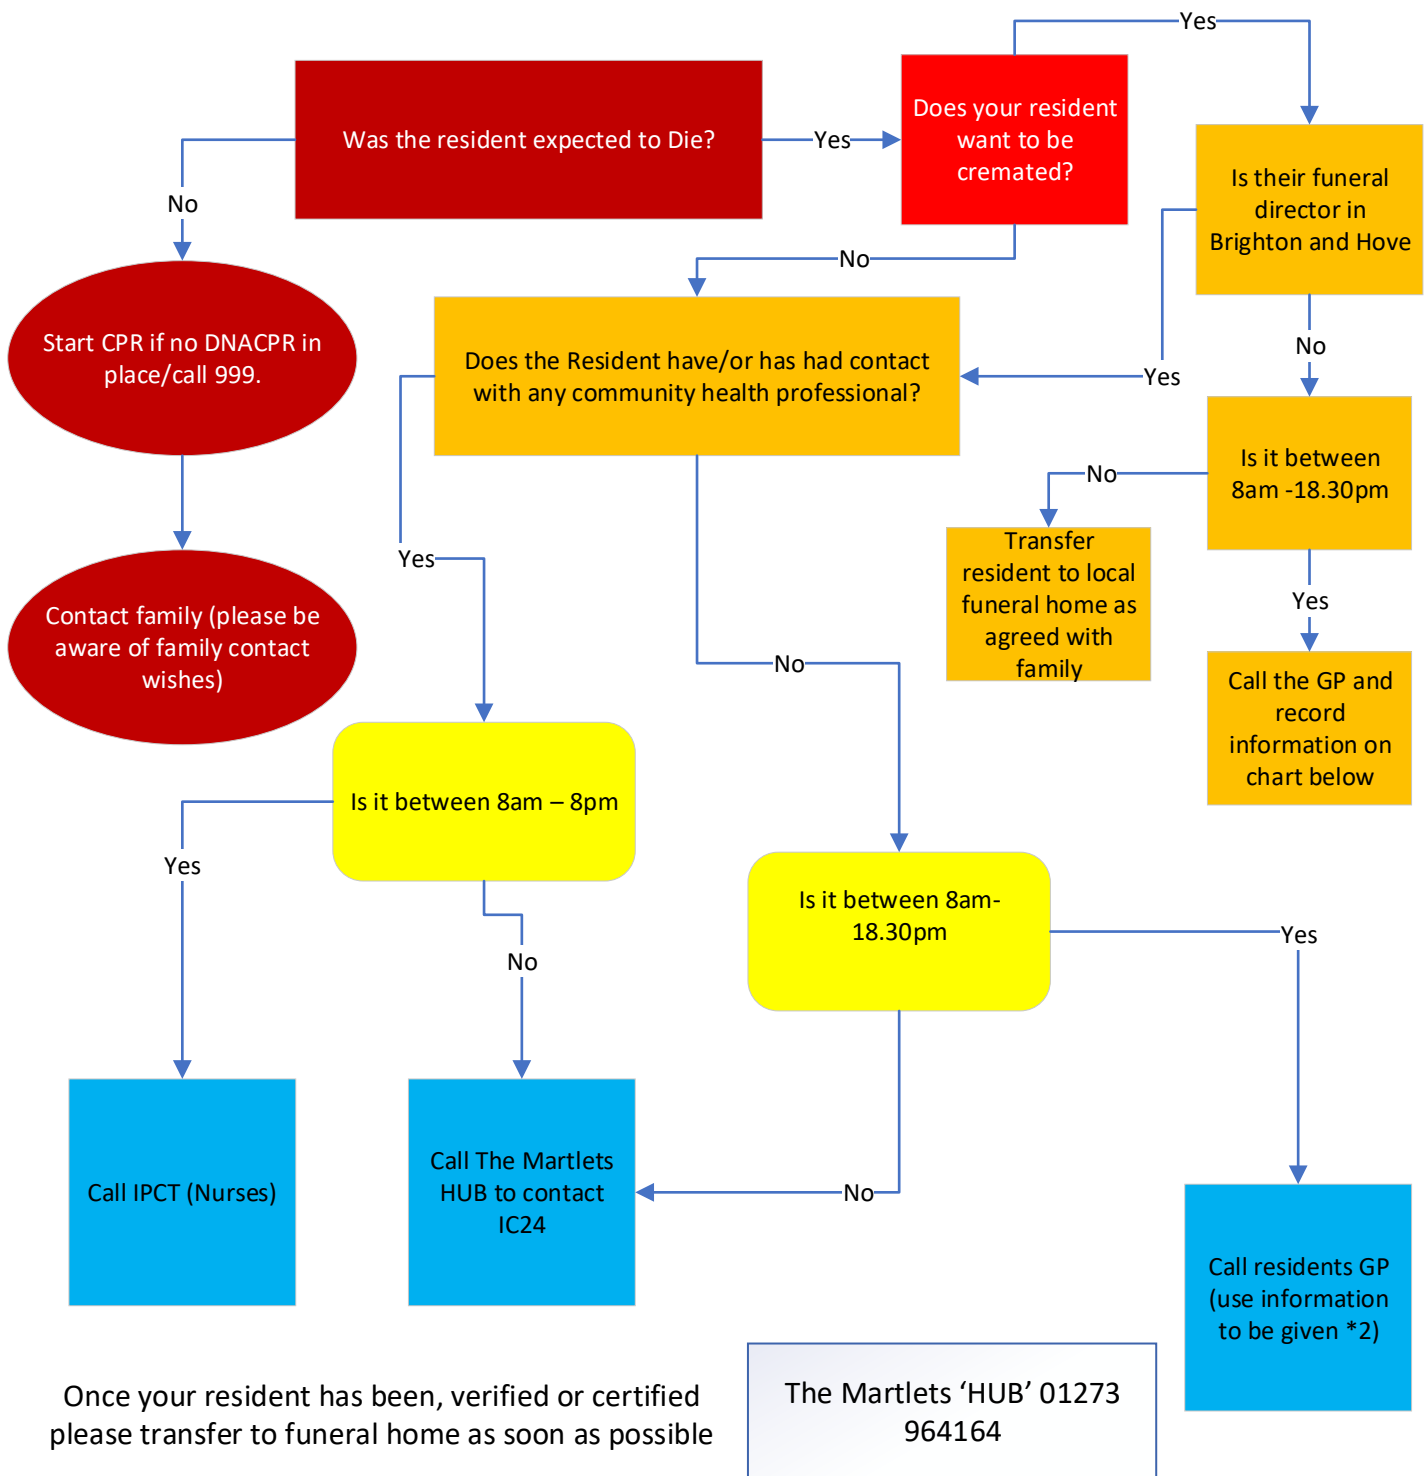 Yes
Was the resident expected to Die?
Yes
Does your resident
want to be
cremated?
Is their funeral
director in
Brighton and Hove
No
No
Start CPR if no DNACPR in
place/call 999.
Does the Resident have/or has had contact
with any community health professional?
Yes
No
Is it between
8am -18.30pm
No
Transfer
resident to local
funeral home as
agreed with
family
Yes
Call the GP and
record
information on
chart below
Contact family (please be
aware of family contact
wishes)
Yes
No
Is it between 8am – 8pm
Yes
No
Is it between 8am-
18.30pm
Yes
No
Call IPCT (Nurses)
Call The Martlets
HUB to contact
IC24
Call residents GP
(use information
to be given *2)
Once your resident has been, verified or certified
please transfer to funeral home as soon as possible
The Martlets ‘HUB’ 01273
964164